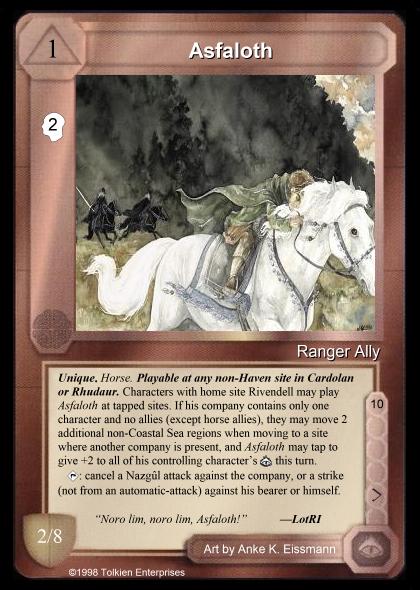 1
Asfaloth
2
Ranger Ally
Unique. Horse. Playable at any non-Haven site in Cardolan
or Rhudaur. Characters with home site Rivendell may play
Asfaloth at tapped sites. If his company contains only one
character and no allies (except horse allies), they may move 2
additional non-Coastal Sea regions when moving to a site
where another company is present, and Asfaloth may tap to
give +2 to all of his controlling character's this turn.
: cancel a Nazgûl attack against the company, or a strike
(not from an automatic-attack) against his bearer or himself.
"Noro lim, noro lim, Asfaloth!" —LotRI
10
2/8
Art by Anke K. Eissmann
©1998 Tolkien Enterprises